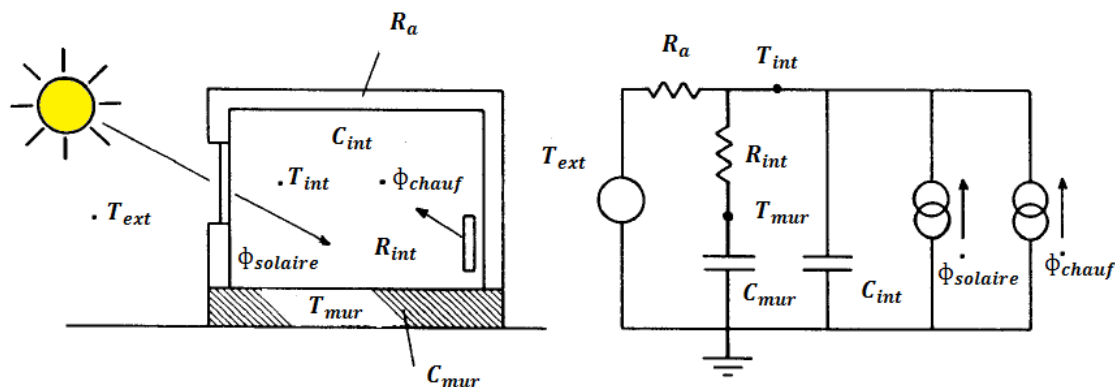 R_a
C_int
T_int
Φ_chauf
T_ext
R_int
Φ_solaire
T_mur
C_mur
R_a
T_int
R_int
T_ext
T_mur
C_mur
C_int
Φ_solaire
Φ_chauf